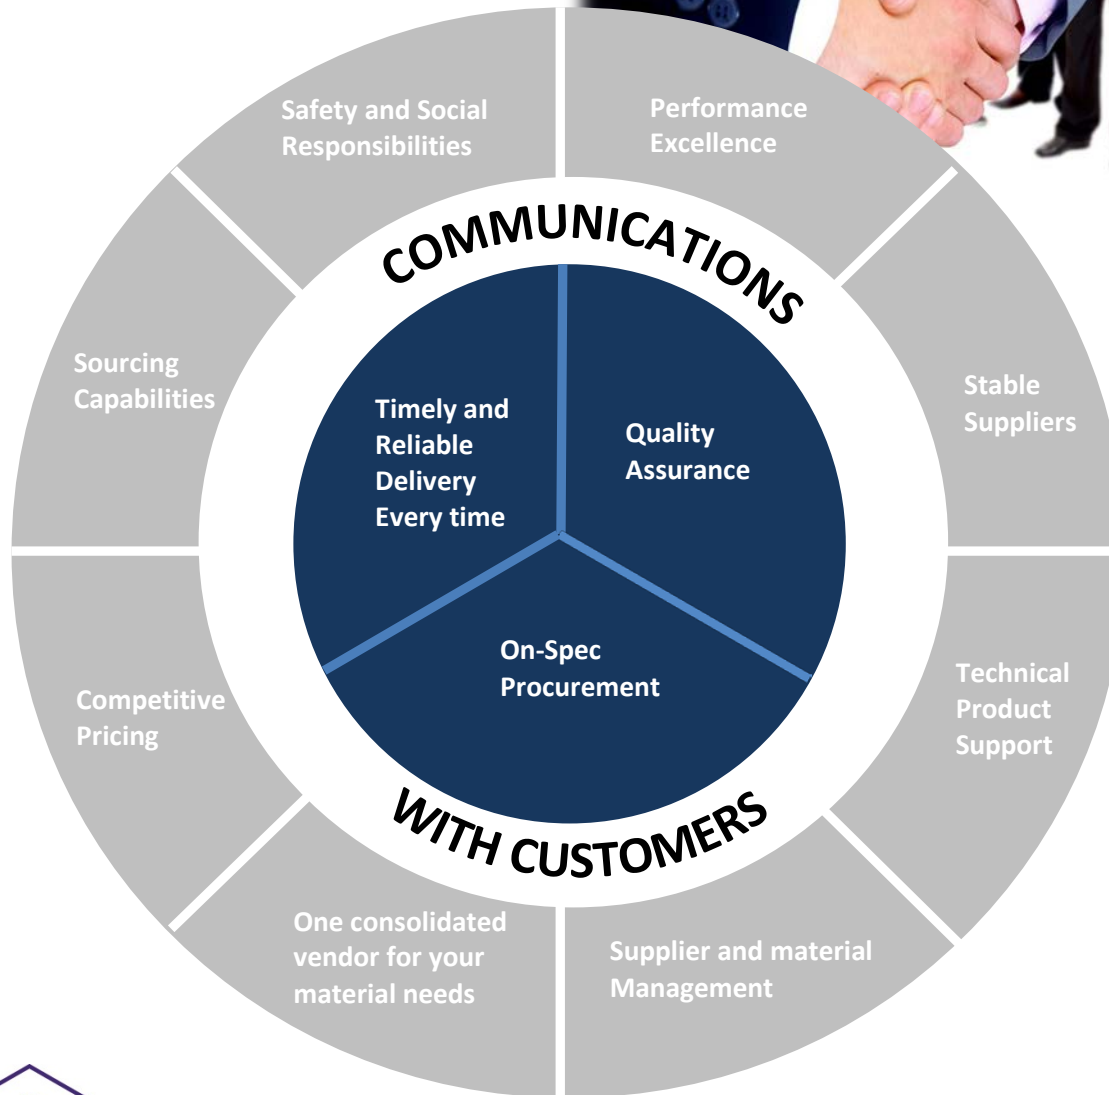 Safety and Social
Responsibilities
Performance
Excellence
COMMUNICATIONS
Sourcing
Capabilities
Timely and
Reliable
Delivery
Every time
Quality
Assurance
Stable
Suppliers
On-Spec
Procurement
Competitive
Pricing
Technical
Product
Support
WITH CUSTOMERS
One consolidated
vendor for your
material needs
Supplier and material
Management